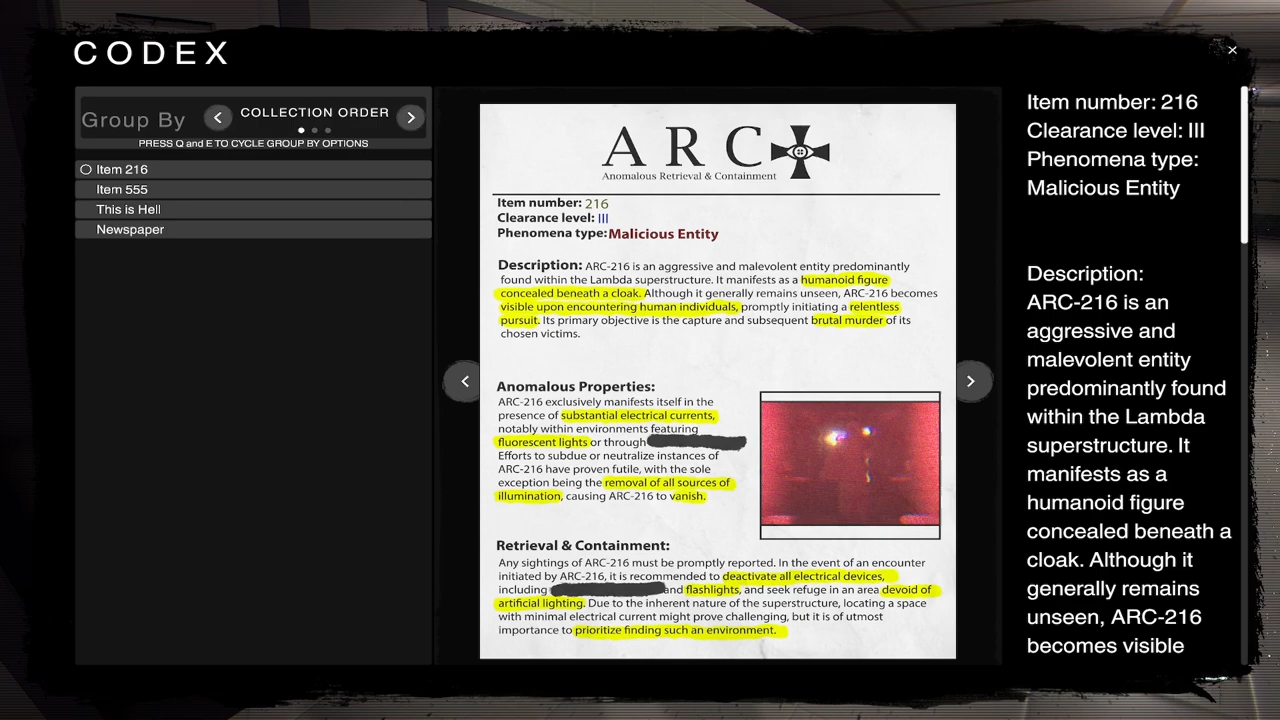 CODEX
×
Group By
COLLECTION ORDER
PRESS Q and E TO CYCLE GROUP BY OPTIONS
Item 216
Item 555
This is Hell
Newspaper
ARC
Anomalous Retrieval & Containment
Item number: 216
Clearance level: III
Phenomena type: Malicious Entity
Description: ARC-216 is an aggressive and malevolent entity predominantly
found within the Lambda superstructure. It manifests as a humanoid figure
concealed beneath a cloak. Although it generally remains unseen, ARC-216 becomes
visible upon encountering human individuals, promptly initiating a relentless
pursuit. Its primary objective is the capture and subsequent brutal murder of its
chosen victims.
Anomalous Properties:
ARC-216 exclusively manifests itself in the
presence of substantial electrical currents,
notably within environments featuring
fluorescent lights or through
Efforts to subdue or neutralize instances of
ARC-216 have proven futile, with the sole
exception being the removal of all sources of
illumination, causing ARC-216 to vanish.
Retrieval & Containment:
Any sightings of ARC-216 must be promptly reported. In the event of an encounter
initiated by ARC-216, it is recommended to deactivate all electrical devices,
including and flashlights, and seek refuge in an area devoid of
artificial lighting. Due to the inherent nature of the superstructure, locating a space
with minimal electrical current might prove challenging, but it is of utmost
importance to prioritize finding such an environment.
Item number: 216
Clearance level: III
Phenomena type:
Malicious Entity
Description:
ARC-216 is an
aggressive and
malevolent entity
predominantly found
within the Lambda
superstructure. It
manifests as a
humanoid figure
concealed beneath a
cloak. Although it
generally remains
unseen, ARC-216
becomes visible